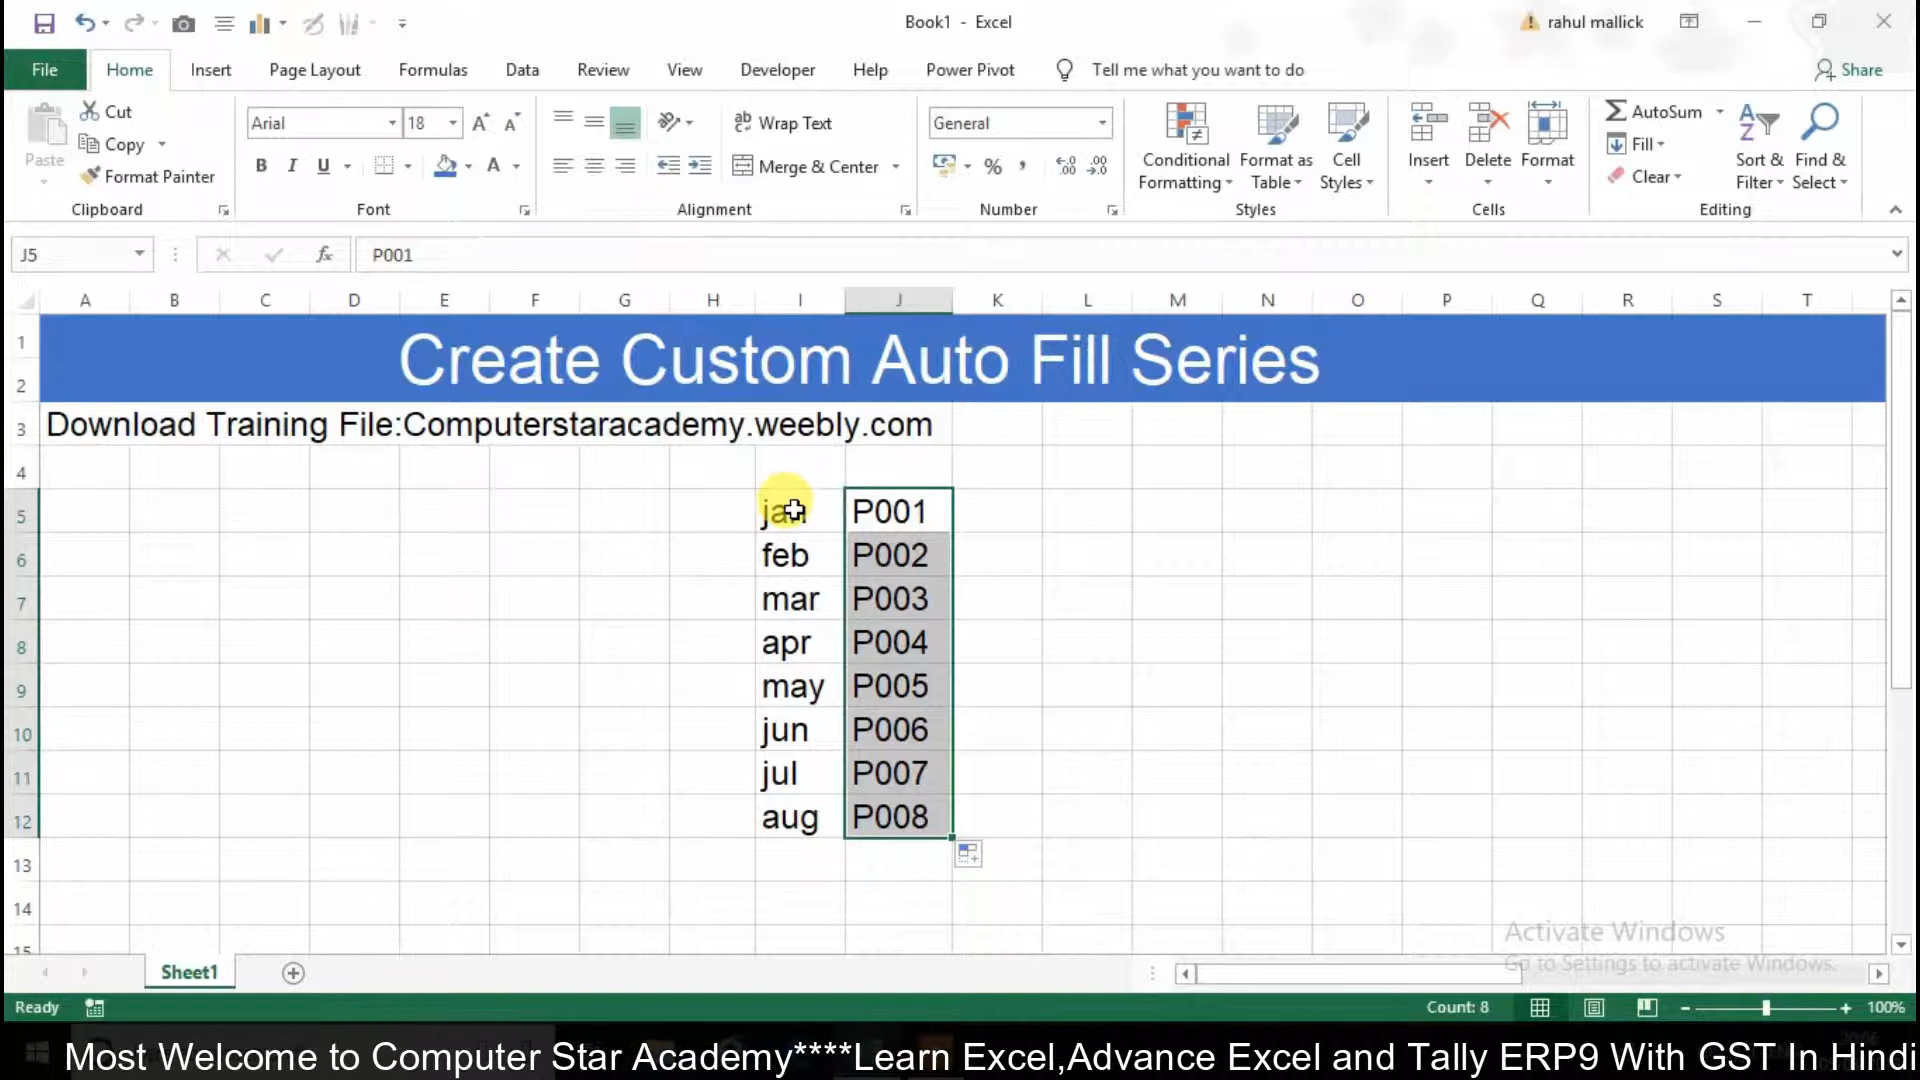 Book1 - Excel
rahul mallick
File Home Insert Page Layout Formulas Data Review View Developer Help Power Pivot Tell me what you want to do Share
Paste
Cut
Copy
Format Painter
Clipboard
Arial 18
B I U
Font
Wrap Text
Merge & Center
Alignment
General
%
Number
Conditional Formatting
Format as Table
Cell Styles
Styles
Insert
Delete
Format
Cells
AutoSum
Fill
Clear
Sort & Filter
Find & Select
Editing
J5 fx P001
A B C D E F G H I J K L M N O P Q R S T
1 Create Custom Auto Fill Series
2
3 Download Training File:Computerstaracademy.weebly.com
4
5 jan P001
6 feb P002
7 mar P003
8 apr P004
9 may P005
10 jun P006
11 jul P007
12 aug P008
13
14
15
Activate Windows
Go to Settings to activate Windows.
Sheet1
Ready Count: 8 100%
Most Welcome to Computer Star Academy****Learn Excel,Advance Excel and Tally ERP9 With GST In Hindi